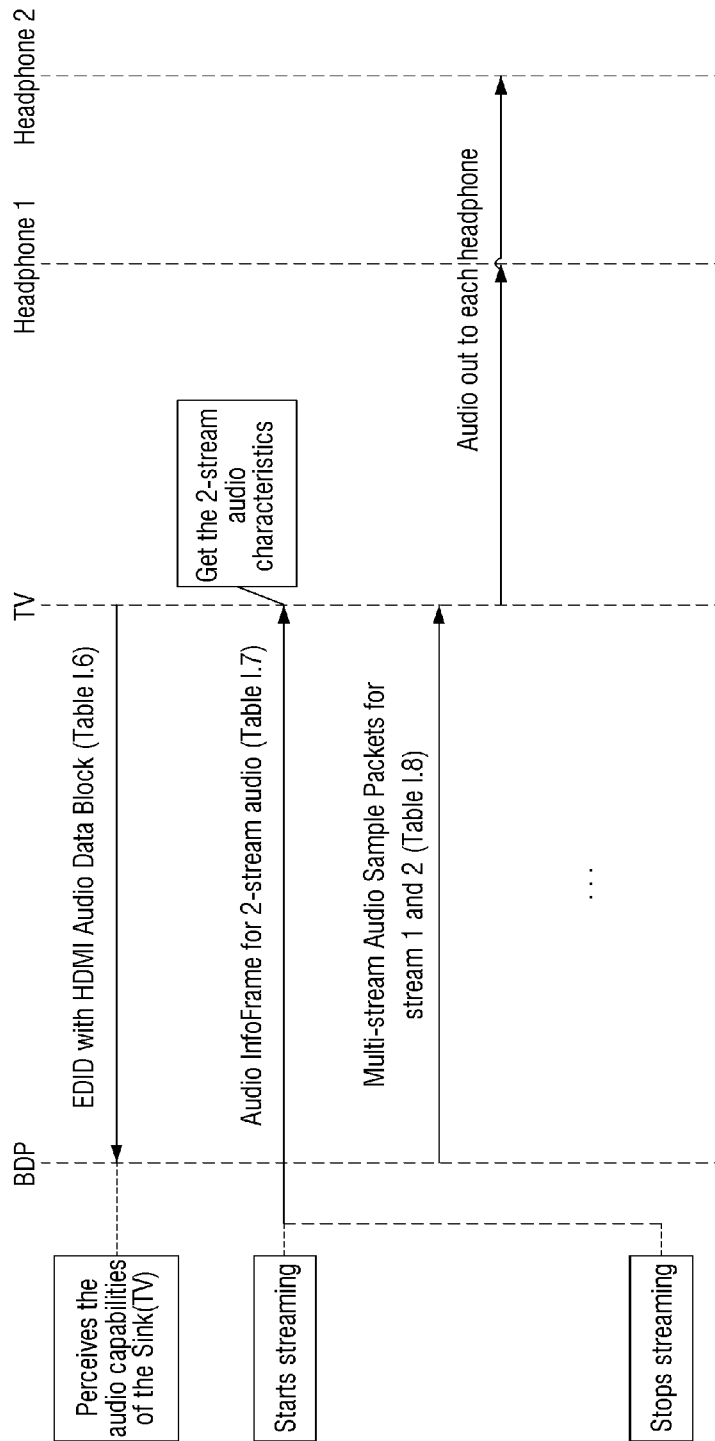 BDP
TV
Headphone 1
Headphone 2
Perceives the
audio capabilities
of the Sink(TV)
EDID with HDMI Audio Data Block (Table I.6)
Starts streaming
Audio InfoFrame for 2-stream audio (Table I.7)
Get the 2-stream
audio
characteristics
Multi-stream Audio Sample Packets for
stream 1 and 2 (Table I.8)
Audio out to each headphone
...
Stops streaming